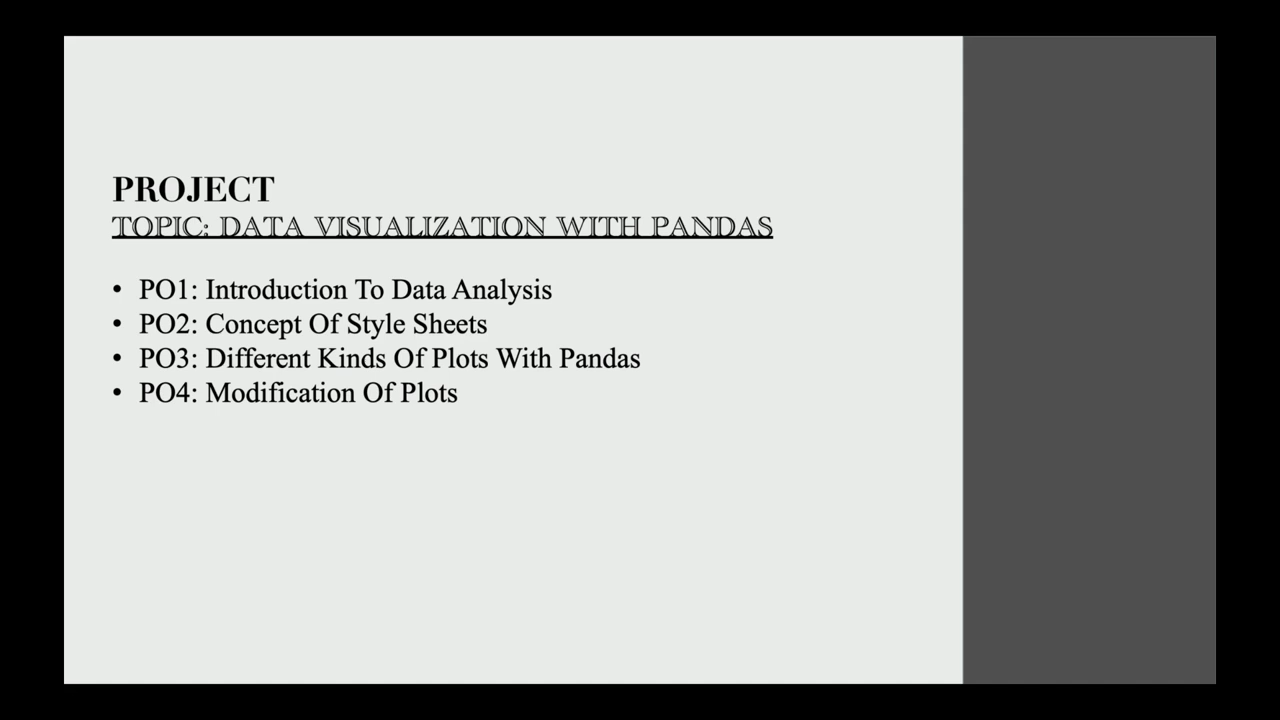 PROJECT
TOPIC: DATA VISUALIZATION WITH PANDAS
• PO1: Introduction To Data Analysis
• PO2: Concept Of Style Sheets
• PO3: Different Kinds Of Plots With Pandas
• PO4: Modification Of Plots